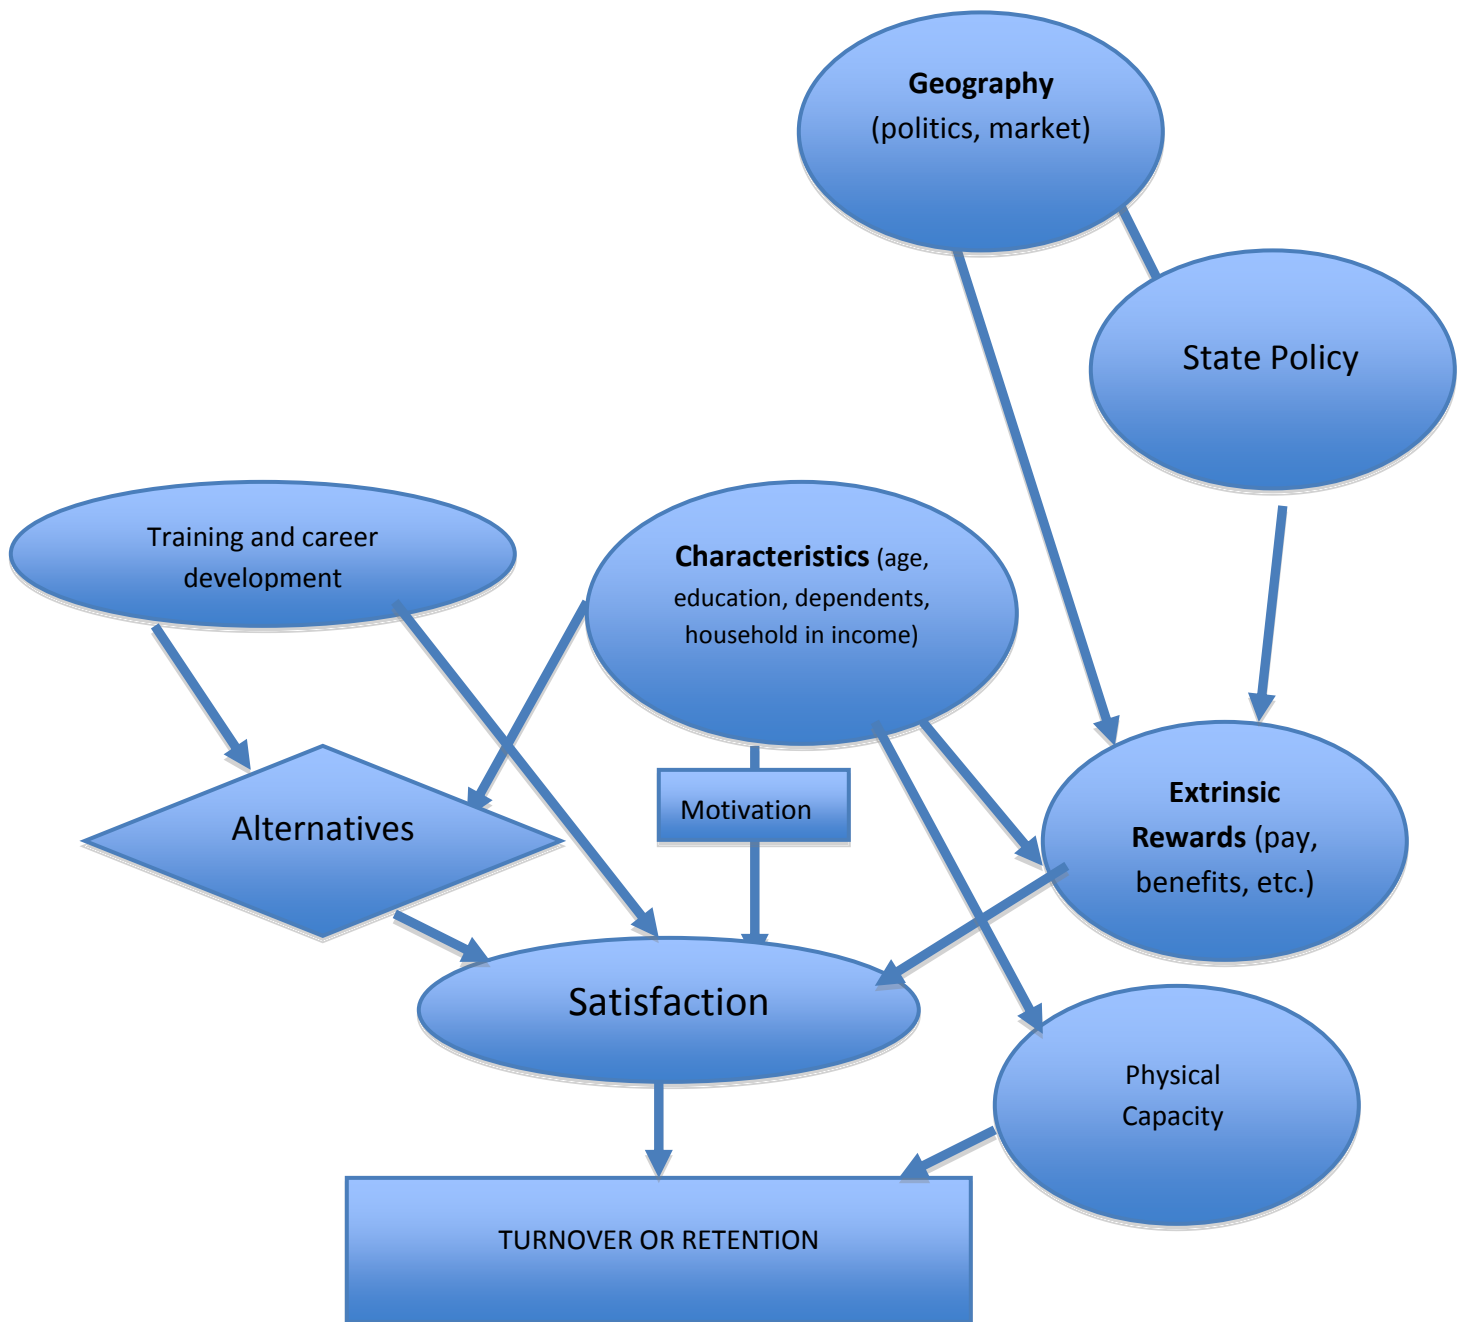 Geography
(politics, market)
State Policy
Training and career
development
Characteristics (age,
education, dependents,
household in income)
Alternatives
Motivation
Extrinsic
Rewards (pay,
benefits, etc.)
Satisfaction
Physical
Capacity
TURNOVER OR RETENTION